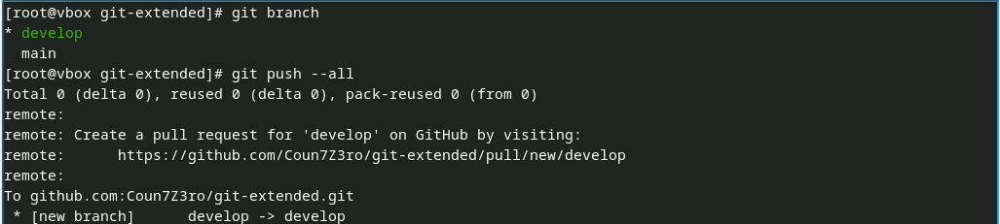 [root@vbox git-extended]# git branch
* develop
  main
[root@vbox git-extended]# git push --all
Total 0 (delta 0), reused 0 (delta 0), pack-reused 0 (from 0)
remote:
remote: Create a pull request for 'develop' on GitHub by visiting:
remote:      https://github.com/Coun7Z3ro/git-extended/pull/new/develop
remote:
To github.com:Coun7Z3ro/git-extended.git
 * [new branch]      develop -> develop